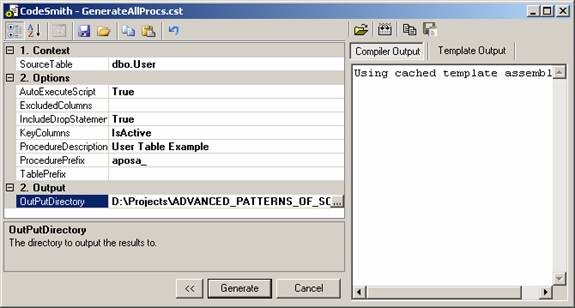 CodeSmith - GenerateAllProcs.cst
1. Context
SourceTable dbo.User
2. Options
AutoExecuteScript True
ExcludedColumns
IncludeDropStatemen True
KeyColumns IsActive
ProcedureDescription User Table Example
ProcedurePrefix aposa_
TablePrefix
2. Output
OutPutDirectory D:\Projects\ADVANCED_PATTERNS_OF_SC ...
OutPutDirectory
The directory to output the results to.
<< Generate Cancel
Compiler Output Template Output
Using cached template assembl